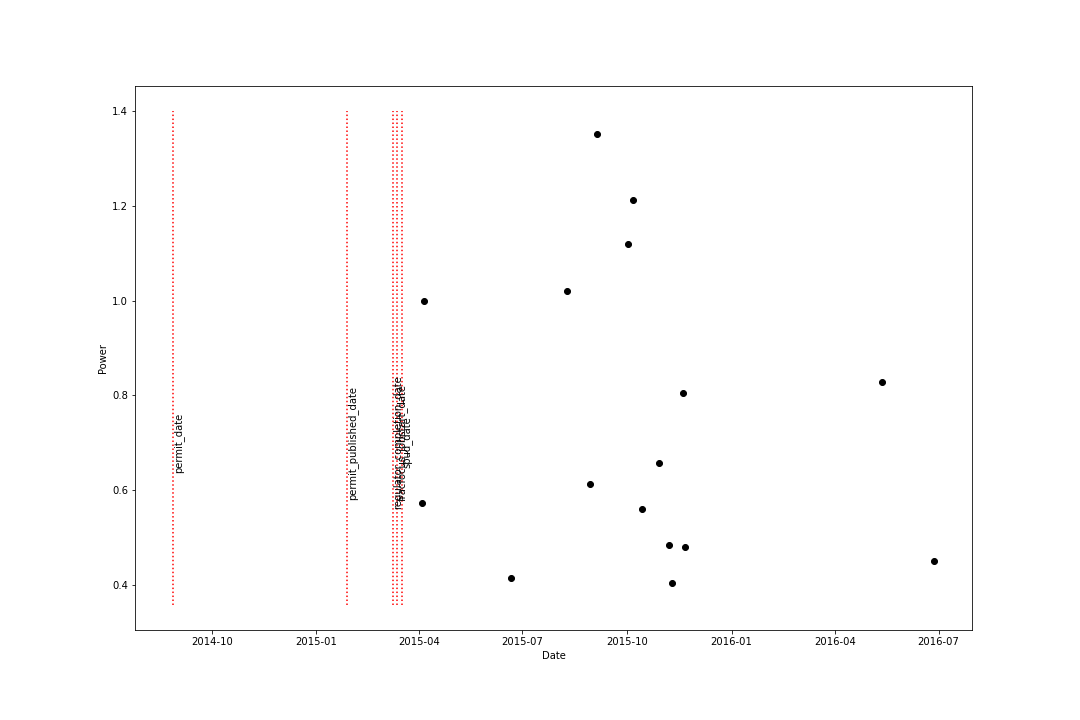 1.4
1.2
1.0
0.8
0.6
0.4
Power
permit_date
permit_published_date
regulator_completion_date
spud_date
2014-10
2015-01
2015-04
2015-07
2015-10
2016-01
2016-04
2016-07
Date